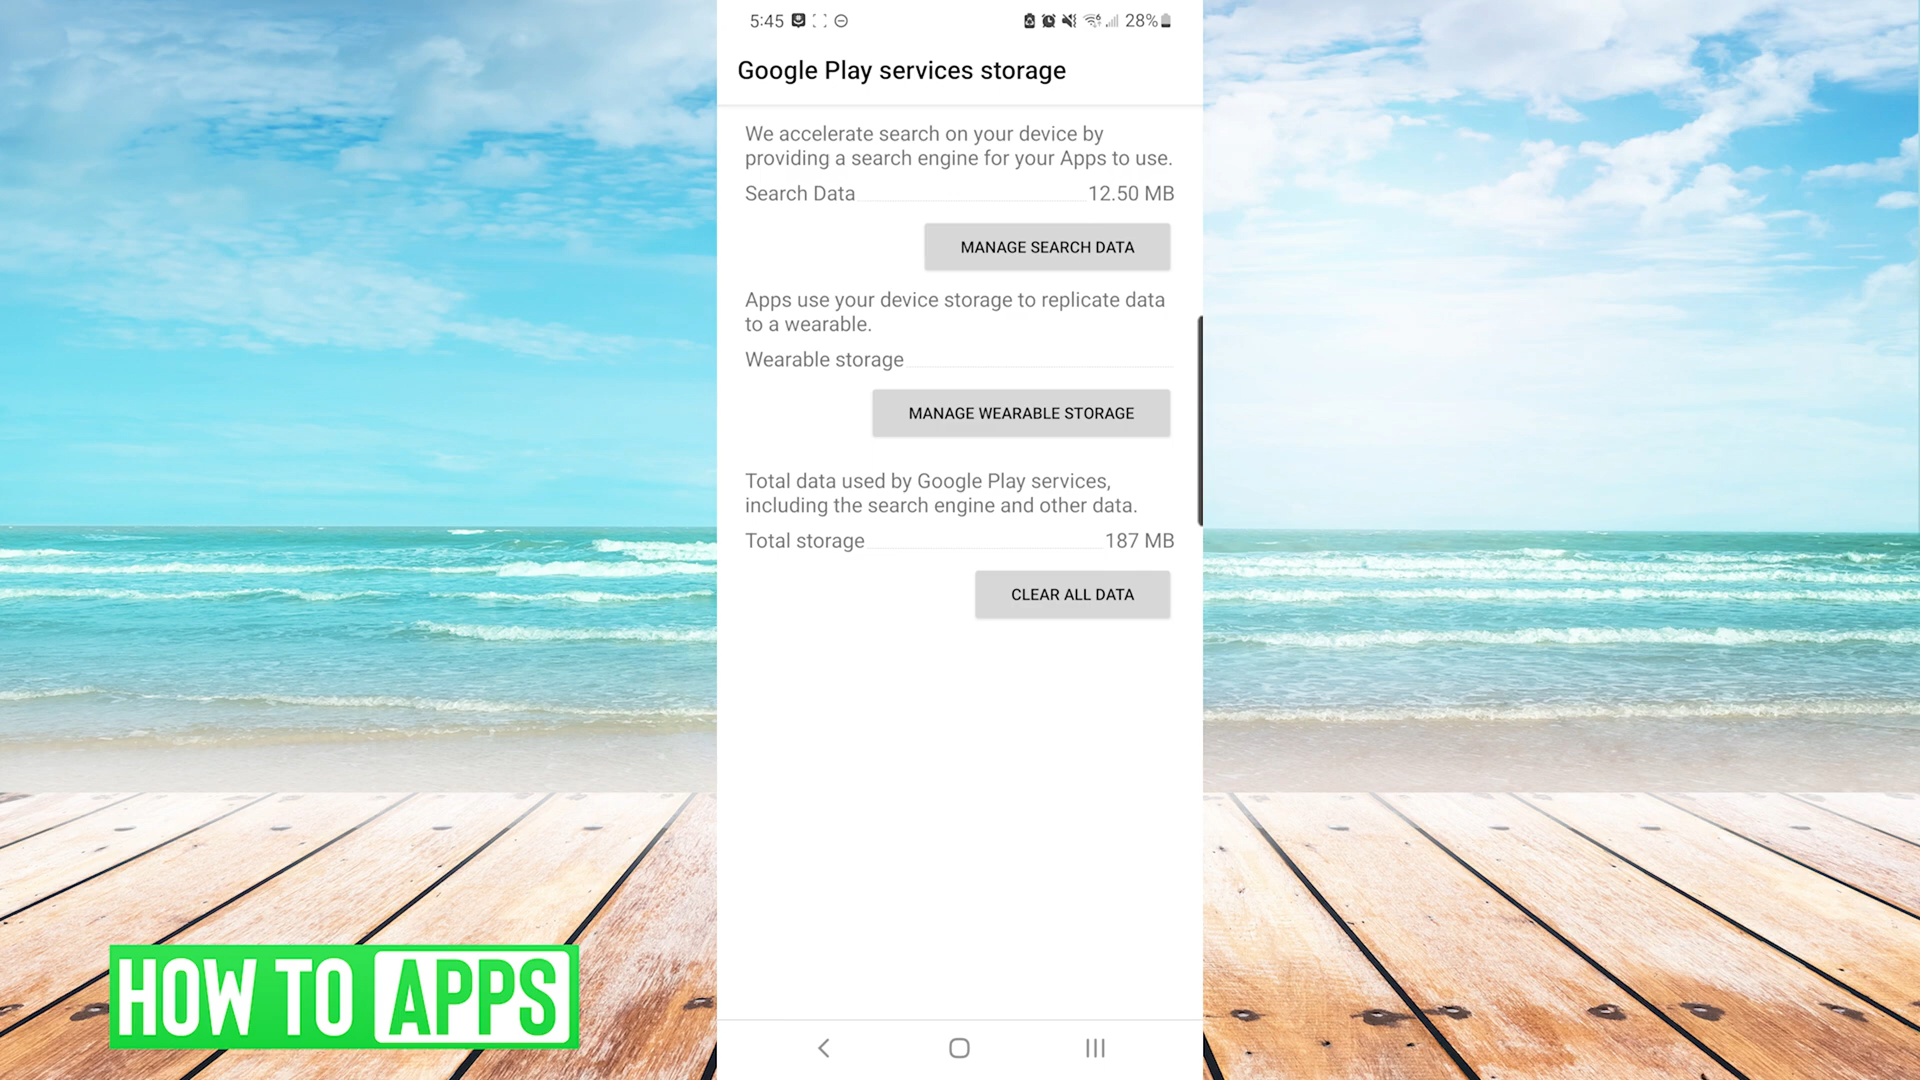 5:45
28%
Google Play services storage
We accelerate search on your device by
providing a search engine for your Apps to use.
Search Data 12.50 MB
MANAGE SEARCH DATA
Apps use your device storage to replicate data
to a wearable.
Wearable storage
MANAGE WEARABLE STORAGE
Total data used by Google Play services,
including the search engine and other data.
Total storage 187 MB
CLEAR ALL DATA
HOW TO APPS